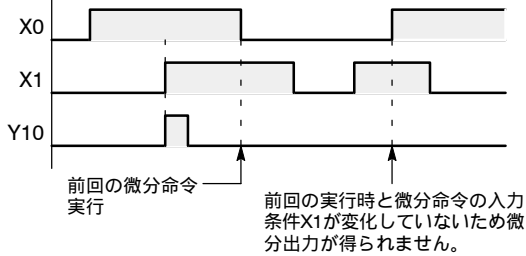 X0
X1
Y10
前回の微分命令
実行
前回の実行時と微分命令の入力
条件X1が変化していないため微
分出力が得られません。